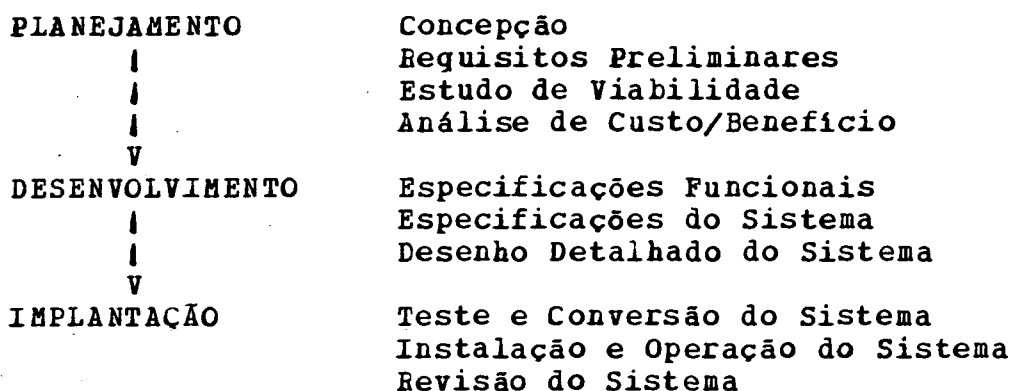 PLANEJAMENTO Concepção
| Requisitos Preliminares
| Estudo de Viabilidade
| Análise de Custo/Benefício
V
DESENVOLVIMENTO Especificações Funcionais
| Especificações do Sistema
| Desenho Detalhado do Sistema
V
IMPLANTAÇÃO Teste e Conversão do Sistema
Instalação e Operação do Sistema
Revisão do Sistema